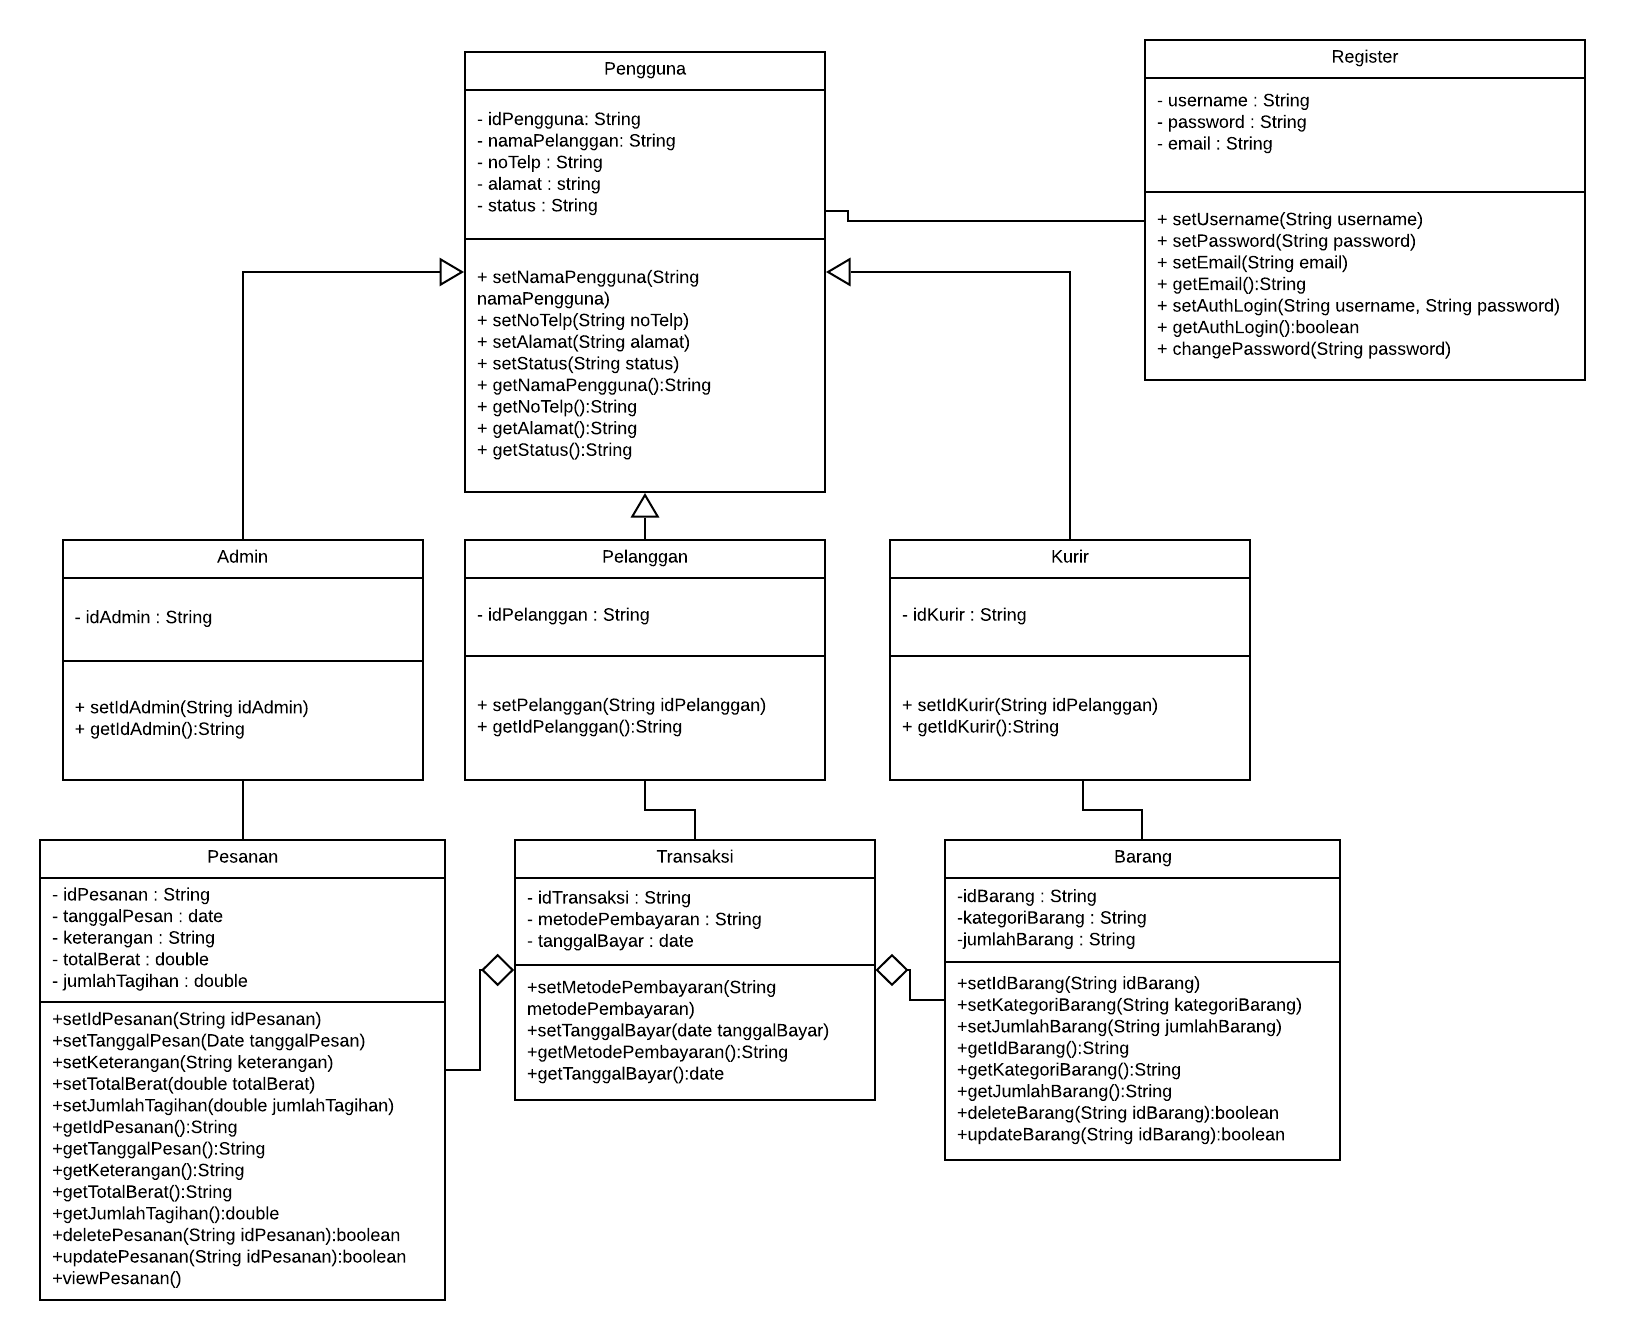 Pengguna
- idPengguna: String
- namaPelanggan: String
- noTelp : String
- alamat : string
- status : String
+ setNamaPengguna(String
namaPengguna)
+ setNoTelp(String noTelp)
+ setAlamat(String alamat)
+ setStatus(String status)
+ getNamaPengguna():String
+ getNoTelp():String
+ getAlamat():String
+ getStatus():String
Register
- username : String
- password : String
- email : String
+ setUsername(String username)
+ setPassword(String password)
+ setEmail(String email)
+ getEmail():String
+ setAuthLogin(String username, String password)
+ getAuthLogin():boolean
+ changePassword(String password)
Admin
- idAdmin : String
+ setIdAdmin(String idAdmin)
+ getIdAdmin():String
Pelanggan
- idPelanggan : String
+ setPelanggan(String idPelanggan)
+ getIdPelanggan():String
Kurir
- idKurir : String
+ setIdKurir(String idPelanggan)
+ getIdKurir():String
Pesanan
- idPesanan : String
- tanggalPesan : date
- keterangan : String
- totalBerat : double
- jumlahTagihan : double
+setIdPesanan(String idPesanan)
+setTanggalPesan(Date tanggalPesan)
+setKeterangan(String keterangan)
+setTotalBerat(double totalBerat)
+setJumlahTagihan(double jumlahTagihan)
+getIdPesanan():String
+getTanggalPesan():String
+getKeterangan():String
+getTotalBerat():String
+getJumlahTagihan():double
+deletePesanan(String idPesanan):boolean
+updatePesanan(String idPesanan):boolean
+viewPesanan()
Transaksi
- idTransaksi : String
- metodePembayaran : String
- tanggalBayar : date
+setMetodePembayaran(String
metodePembayaran)
+setTanggalBayar(date tanggalBayar)
+getMetodePembayaran():String
+getTanggalBayar():date
Barang
-idBarang : String
-kategoriBarang : String
-jumlahBarang : String
+setIdBarang(String idBarang)
+setKategoriBarang(String kategoriBarang)
+setJumlahBarang(String jumlahBarang)
+getIdBarang():String
+getKategoriBarang():String
+getJumlahBarang():String
+deleteBarang(String idBarang):boolean
+updateBarang(String idBarang):boolean